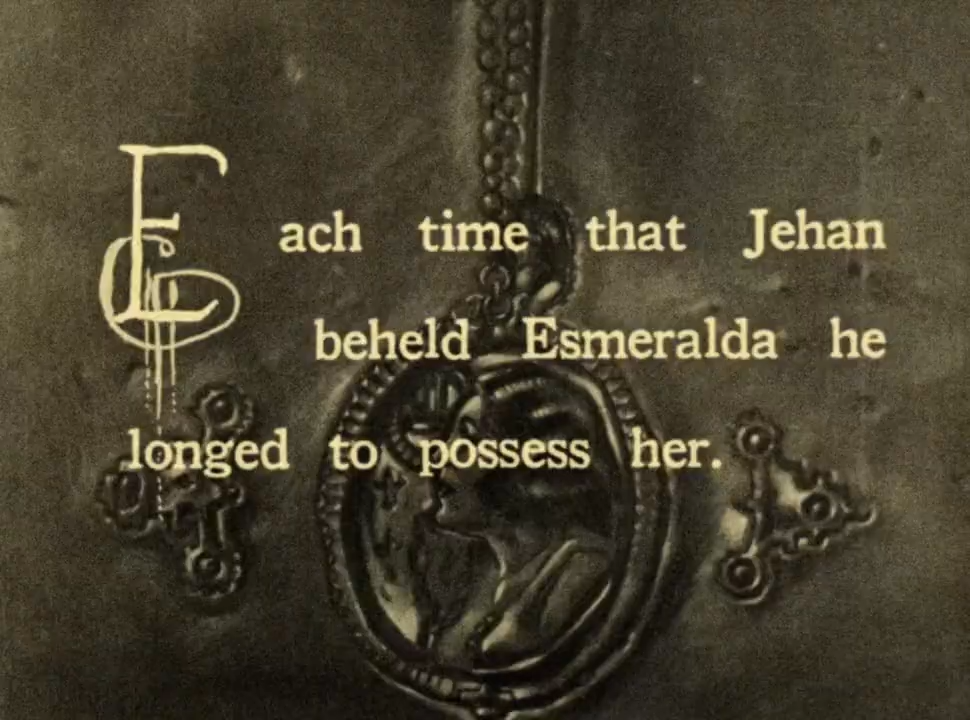 Each time that Jehan
beheld Esmeralda he
longed to possess her.